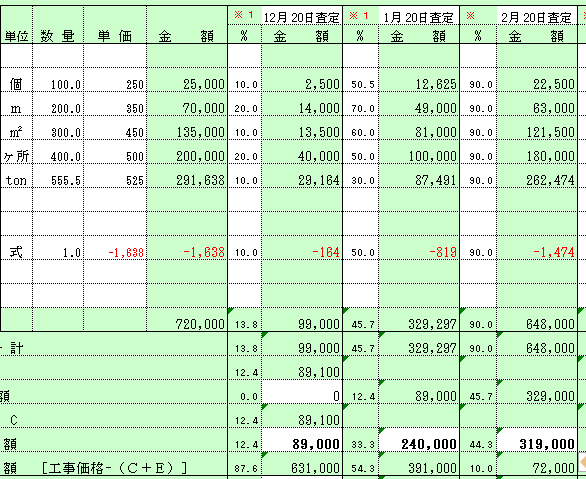 ※ 1 12月20日査定 ※ 1 1月20日査定 ※ 2月20日査定
単位 数 量 単 価 金 額 % 金 額 % 金 額 % 金 額
個 100.0 250 25,000 10.0 2,500 50.5 12,625 90.0 22,500
m 200.0 350 70,000 20.0 14,000 70.0 49,000 90.0 63,000
㎡ 300.0 450 135,000 10.0 13,500 60.0 81,000 90.0 121,500
ヶ所 400.0 500 200,000 20.0 40,000 50.0 100,000 90.0 180,000
ton 555.5 525 291,638 10.0 29,164 30.0 87,491 90.0 262,474
式 1.0 -1,638 -1,638 10.0 -164 50.0 -819 90.0 -1,474
720,000 13.8 99,000 45.7 329,297 90.0 648,000
計 13.8 99,000 45.7 329,297 90.0 648,000
12.4 89,100
額 0.0 0 12.4 89,000 45.7 329,000
C 12.4 89,100
額 12.4 89,000 33.3 240,000 44.3 319,000
額 [工事価格-(C+E)] 87.6 631,000 54.3 391,000 10.0 72,000